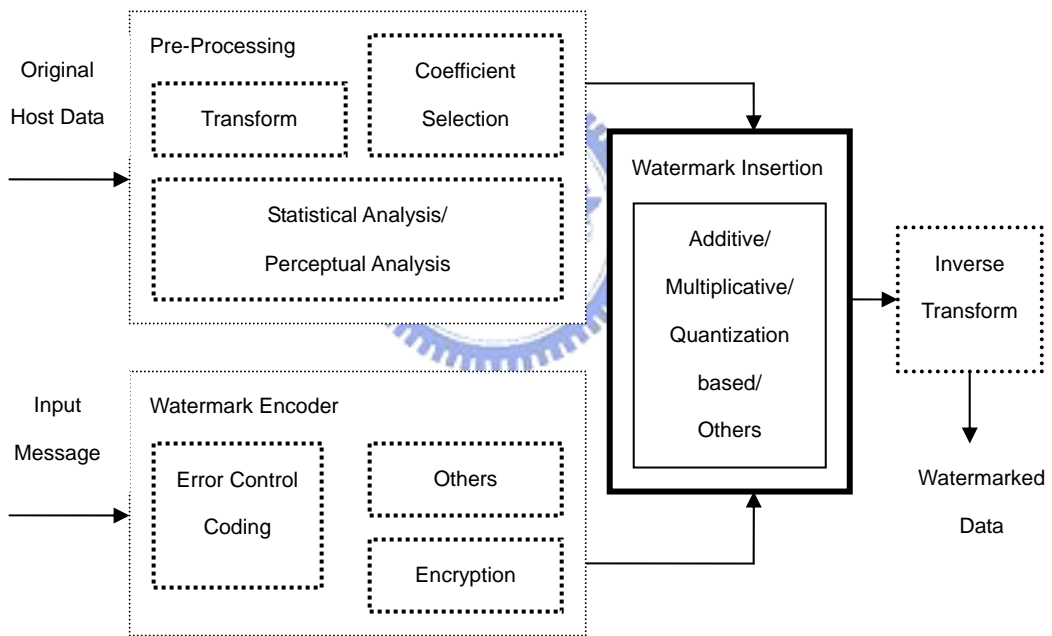 Original
Host Data
Pre-Processing
Transform
Coefficient
Selection
Statistical Analysis/
Perceptual Analysis
Input
Message
Watermark Encoder
Error Control
Coding
Others
Encryption
Watermark Insertion
Additive/
Multiplicative/
Quantization
based/
Others
Inverse
Transform
Watermarked
Data